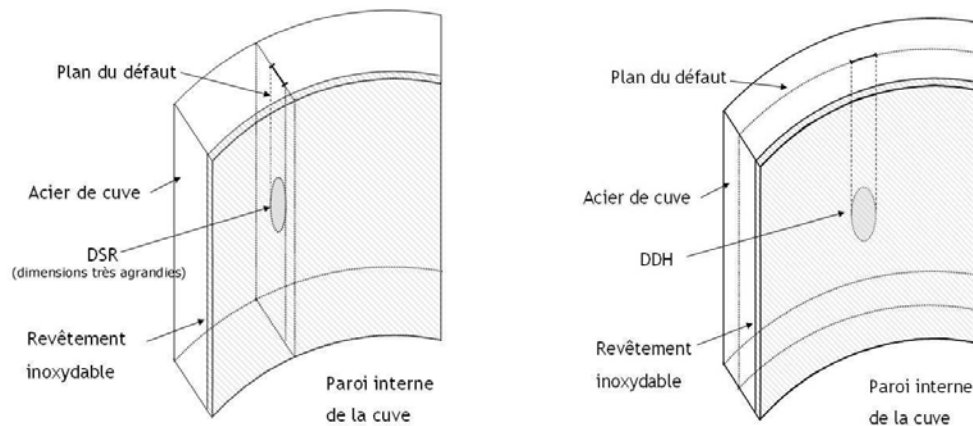 Plan du défaut
Acier de cuve
DSR
(dimensions très agrandies)
Revêtement
inoxydable
Paroi interne
de la cuve
Plan du défaut
Acier de cuve
DDH
Revêtement
inoxydable
Paroi interne
de la cuve